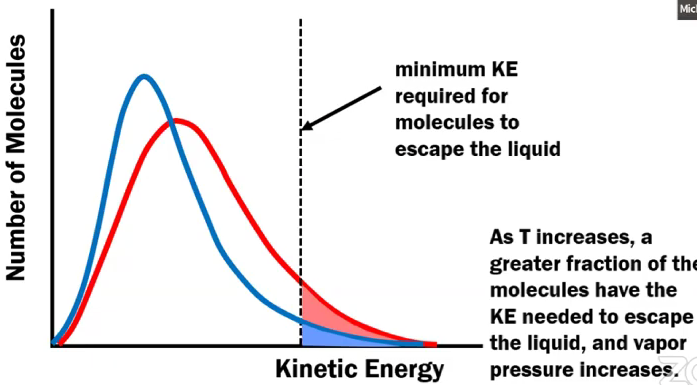 Mic
Number of Molecules
minimum KE
required for
molecules to
escape the liquid
As T increases, a
greater fraction of the
molecules have the
KE needed to escape
the liquid, and vapor
pressure increases.
Kinetic Energy